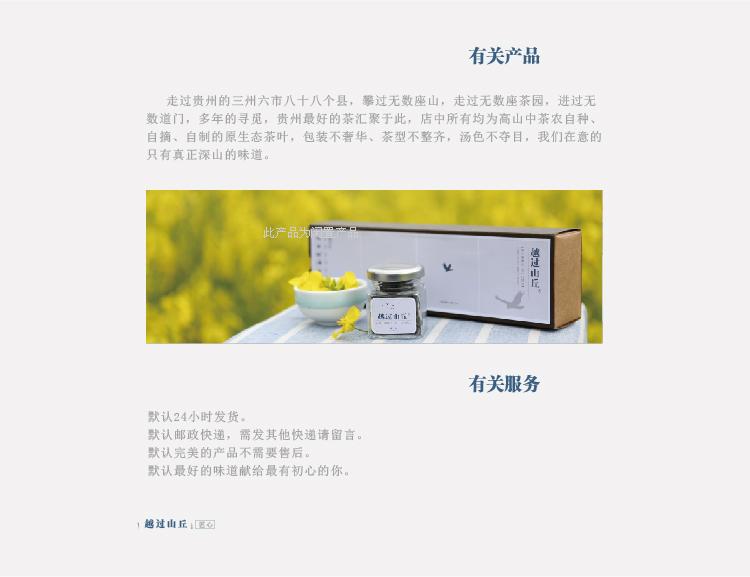 有关产品
走过贵州的三州六市八十八个县，攀过无数座山，走过无数座茶园，进过无
数道门，多年的寻觅，贵州最好的茶汇聚于此，店中所有均为高山中茶农自种、
自摘、自制的原生态茶叶，包装不奢华、茶型不整齐，汤色不夺目，我们在意的
只有真正深山的味道。
此产品为闲置产品
越过山丘
越过山丘
有关服务
默认24小时发货。
默认邮政快递，需发其他快递请留言。
默认完美的产品不需要售后。
默认最好的味道献给最有初心的你。
越过山丘
匠心